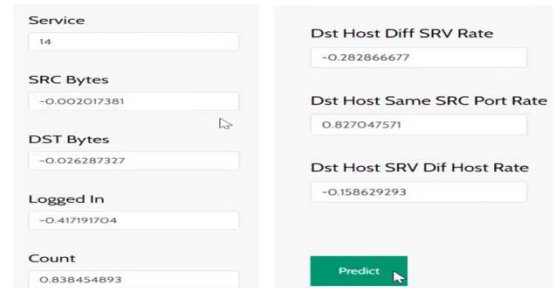 Service
14
SRC Bytes
-0.002017381
DST Bytes
-0.026287327
Logged In
-0.417191704
Count
0.838454893
Dst Host Diff SRV Rate
-0.282866677
Dst Host Same SRC Port Rate
0.827047571
Dst Host SRV Dif Host Rate
-0.158629293
Predict